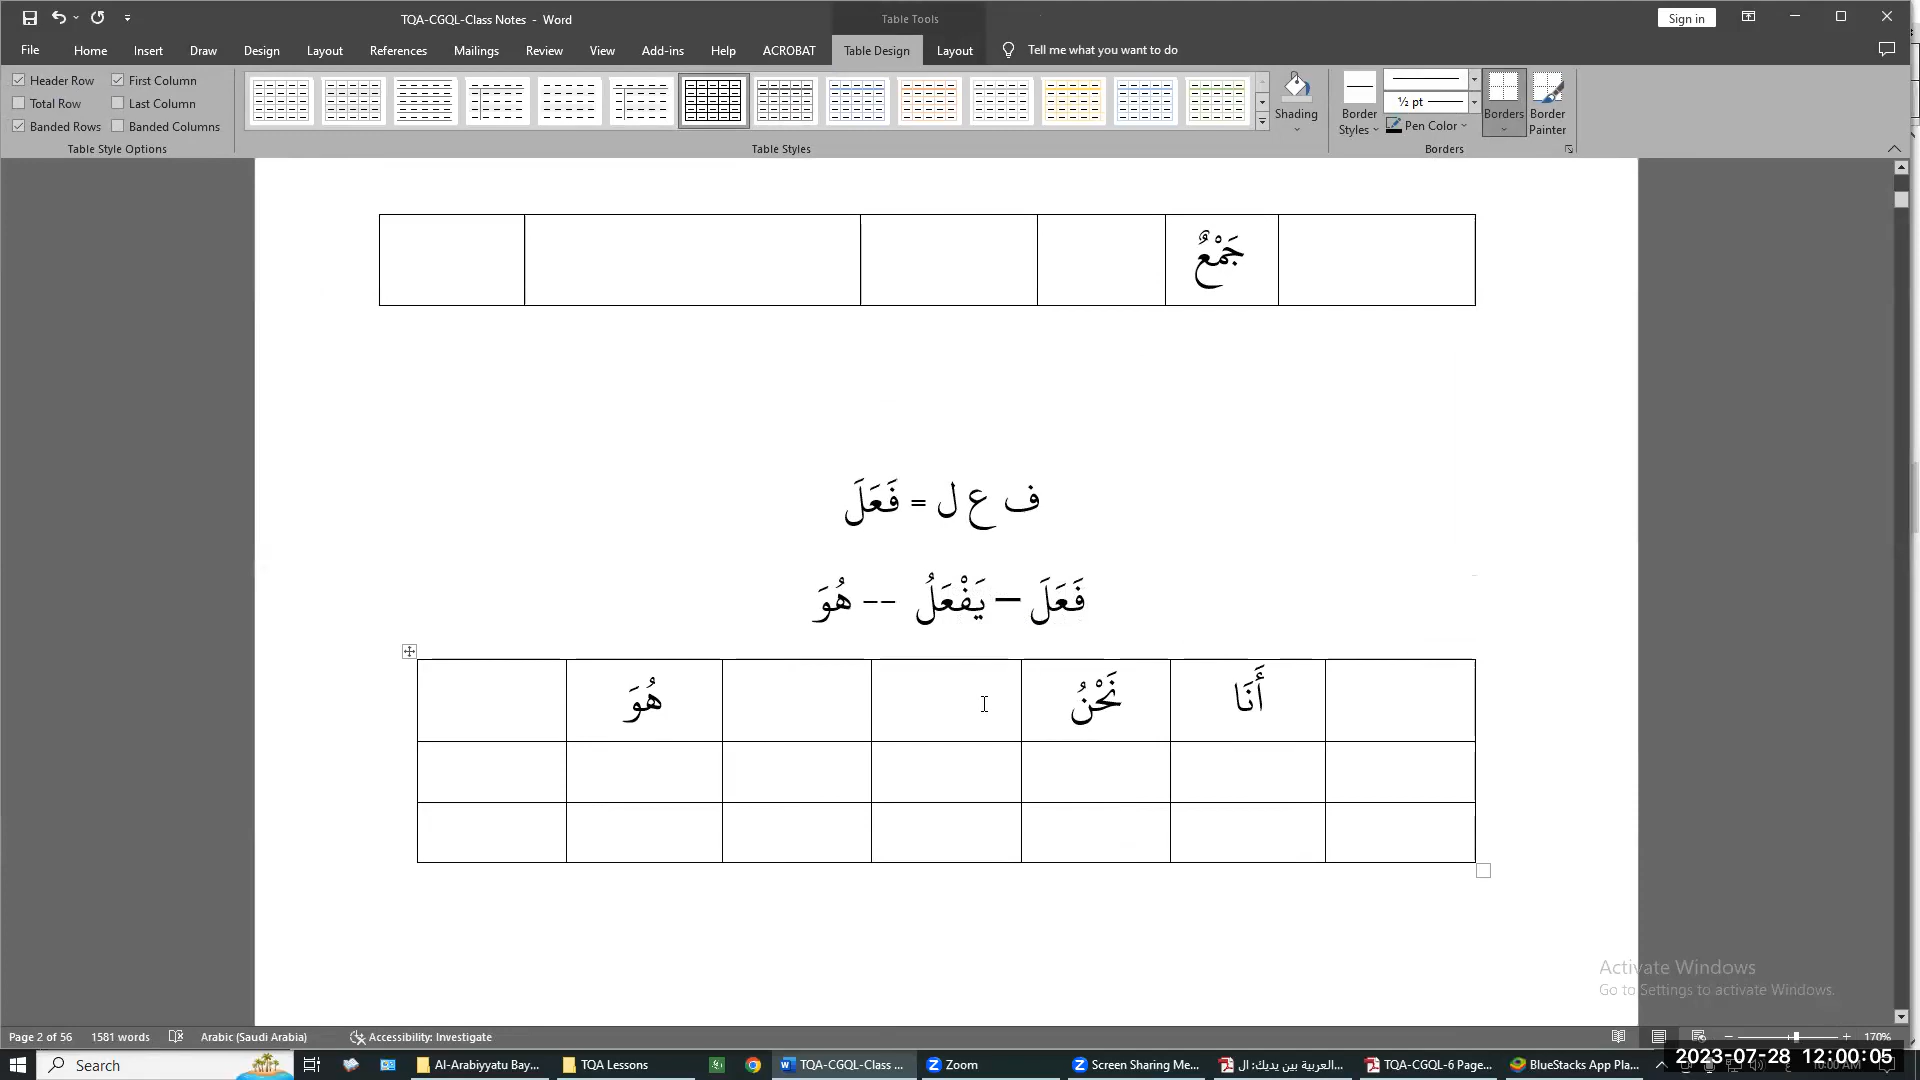 TQA-CGQL-Class Notes - Word
Table Tools
Sign in
File Home Insert Draw Design Layout References Mailings Review View Add-ins Help ACROBAT Table Design Layout Tell me what you want to do
Header Row First Column
Total Row Last Column
Banded Rows Banded Columns
Table Style Options
Table Styles
Shading
Border Styles
½ pt
Pen Color
Borders
Border Painter
Borders
جَمْعٌ
ف ع ل = فَعَلَ
فَعَلَ – يَفْعَلُ -- هُوَ
أَنَا نَحْنُ هُوَ
Activate Windows
Go to Settings to activate Windows.
Page 2 of 56 1581 words Arabic (Saudi Arabia) Accessibility: Investigate 170%
Search Al-Arabiyyatu Bay... TQA Lessons TQA-CGQL-Class ... Zoom Screen Sharing Me... العربية بين يديك: ال... TQA-CGQL-6 Page... BlueStacks App Pla...
2023-07-28 12:00:05